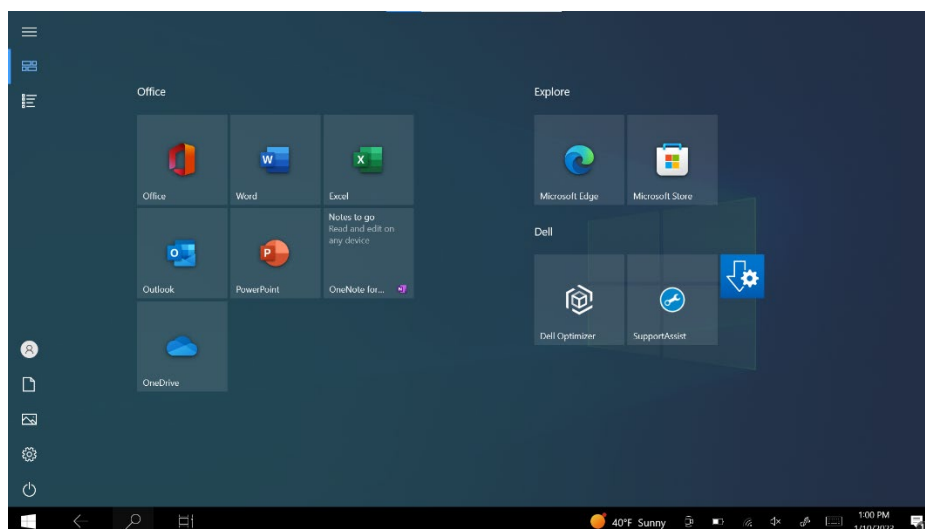 Office
Explore
W
X
Office
Word
Excel
Microsoft Edge
Microsoft Store
Notes to go
Read and edit on
any device
Dell
O
P
Outlook
PowerPoint
OneNote for...
Dell Optimizer
SupportAssist
OneDrive
40°F Sunny
1:00 PM